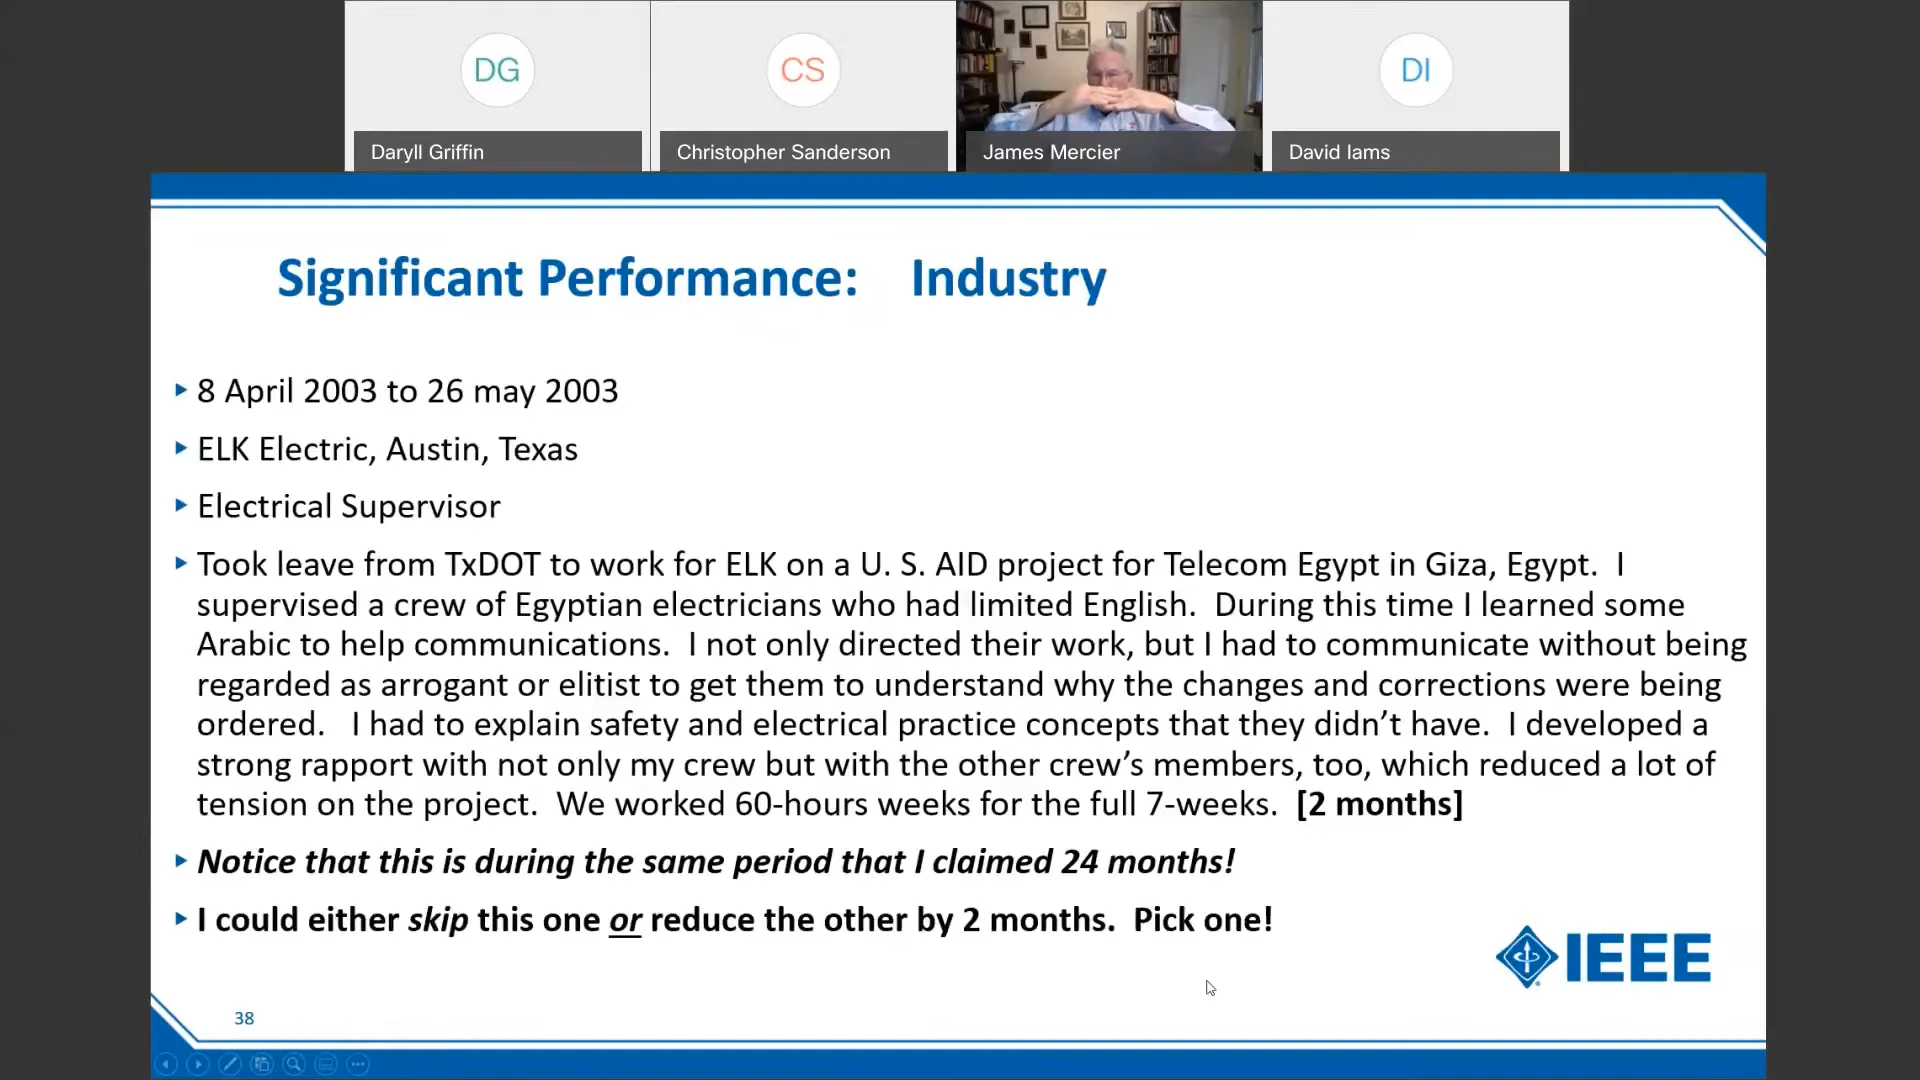 DG
CS
DI
Daryll Griffin
Christopher Sanderson
James Mercier
David Iams
Significant Performance: Industry
8 April 2003 to 26 may 2003
ELK Electric, Austin, Texas
Electrical Supervisor
Took leave from TxDOT to work for ELK on a U. S. AID project for Telecom Egypt in Giza, Egypt. I
supervised a crew of Egyptian electricians who had limited English. During this time I learned some
Arabic to help communications. I not only directed their work, but I had to communicate without being
regarded as arrogant or elitist to get them to understand why the changes and corrections were being
ordered. I had to explain safety and electrical practice concepts that they didn’t have. I developed a
strong rapport with not only my crew but with the other crew’s members, too, which reduced a lot of
tension on the project. We worked 60-hours weeks for the full 7-weeks. [2 months]
Notice that this is during the same period that I claimed 24 months!
I could either skip this one or reduce the other by 2 months. Pick one!
IEEE
38